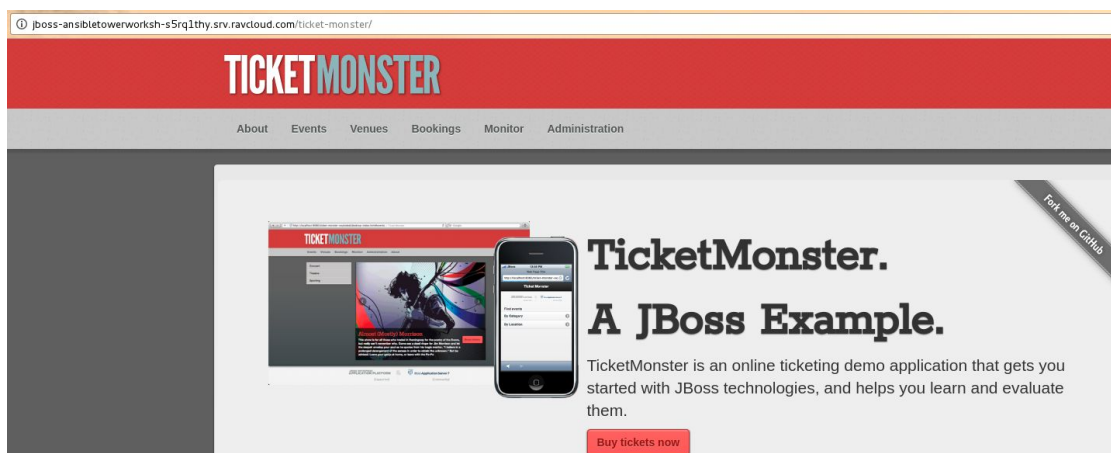 jboss-ansibletowerworksh-s5rq1thy.srv.ravcloud.com/ticket-monster/
TICKETMONSTER
About Events Venues Bookings Monitor Administration
Fork me on GitHub
TICKETMONSTER
TicketMonster.
A JBoss Example.
TicketMonster is an online ticketing demo application that gets you
started with JBoss technologies, and helps you learn and evaluate
them.
Buy tickets now